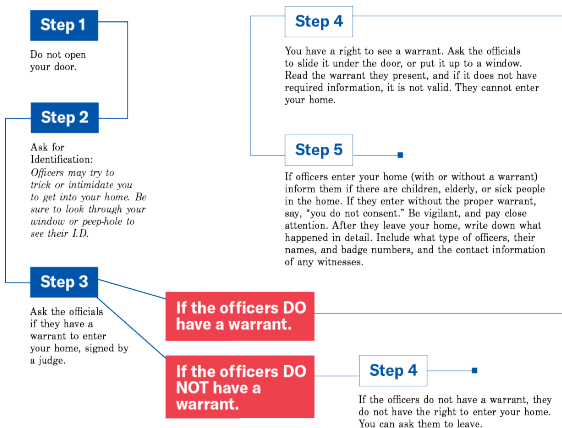 Step 1
Do not open
your door.
Step 2
Ask for
Identification:
Officers may try to
trick or intimidate you
to get into your home. Be
sure to look through your
window or peep-hole to
see their I.D.
Step 3
Ask the officials
if they have a
warrant to enter
your home, signed by
a judge.
If the officers DO
have a warrant.
Step 4
You have a right to see a warrant. Ask the officials
to slide it under the door, or put it up to a window.
Read the warrant they present, and if it does not have
required information, it is not valid. They cannot enter
your home.
Step 5
If officers enter your home (with or without a warrant)
inform them if there are children, elderly, or sick people
in the home. If they enter without the proper warrant,
say, “you do not consent.” Be vigilant, and pay close
attention. After they leave your home, write down what
happened in detail. Include what type of officers, their
names, and badge numbers, and the contact information
of any witnesses.
If the officers DO
NOT have a
warrant.
Step 4
If the officers do not have a warrant, they
do not have the right to enter your home.
You can ask them to leave.